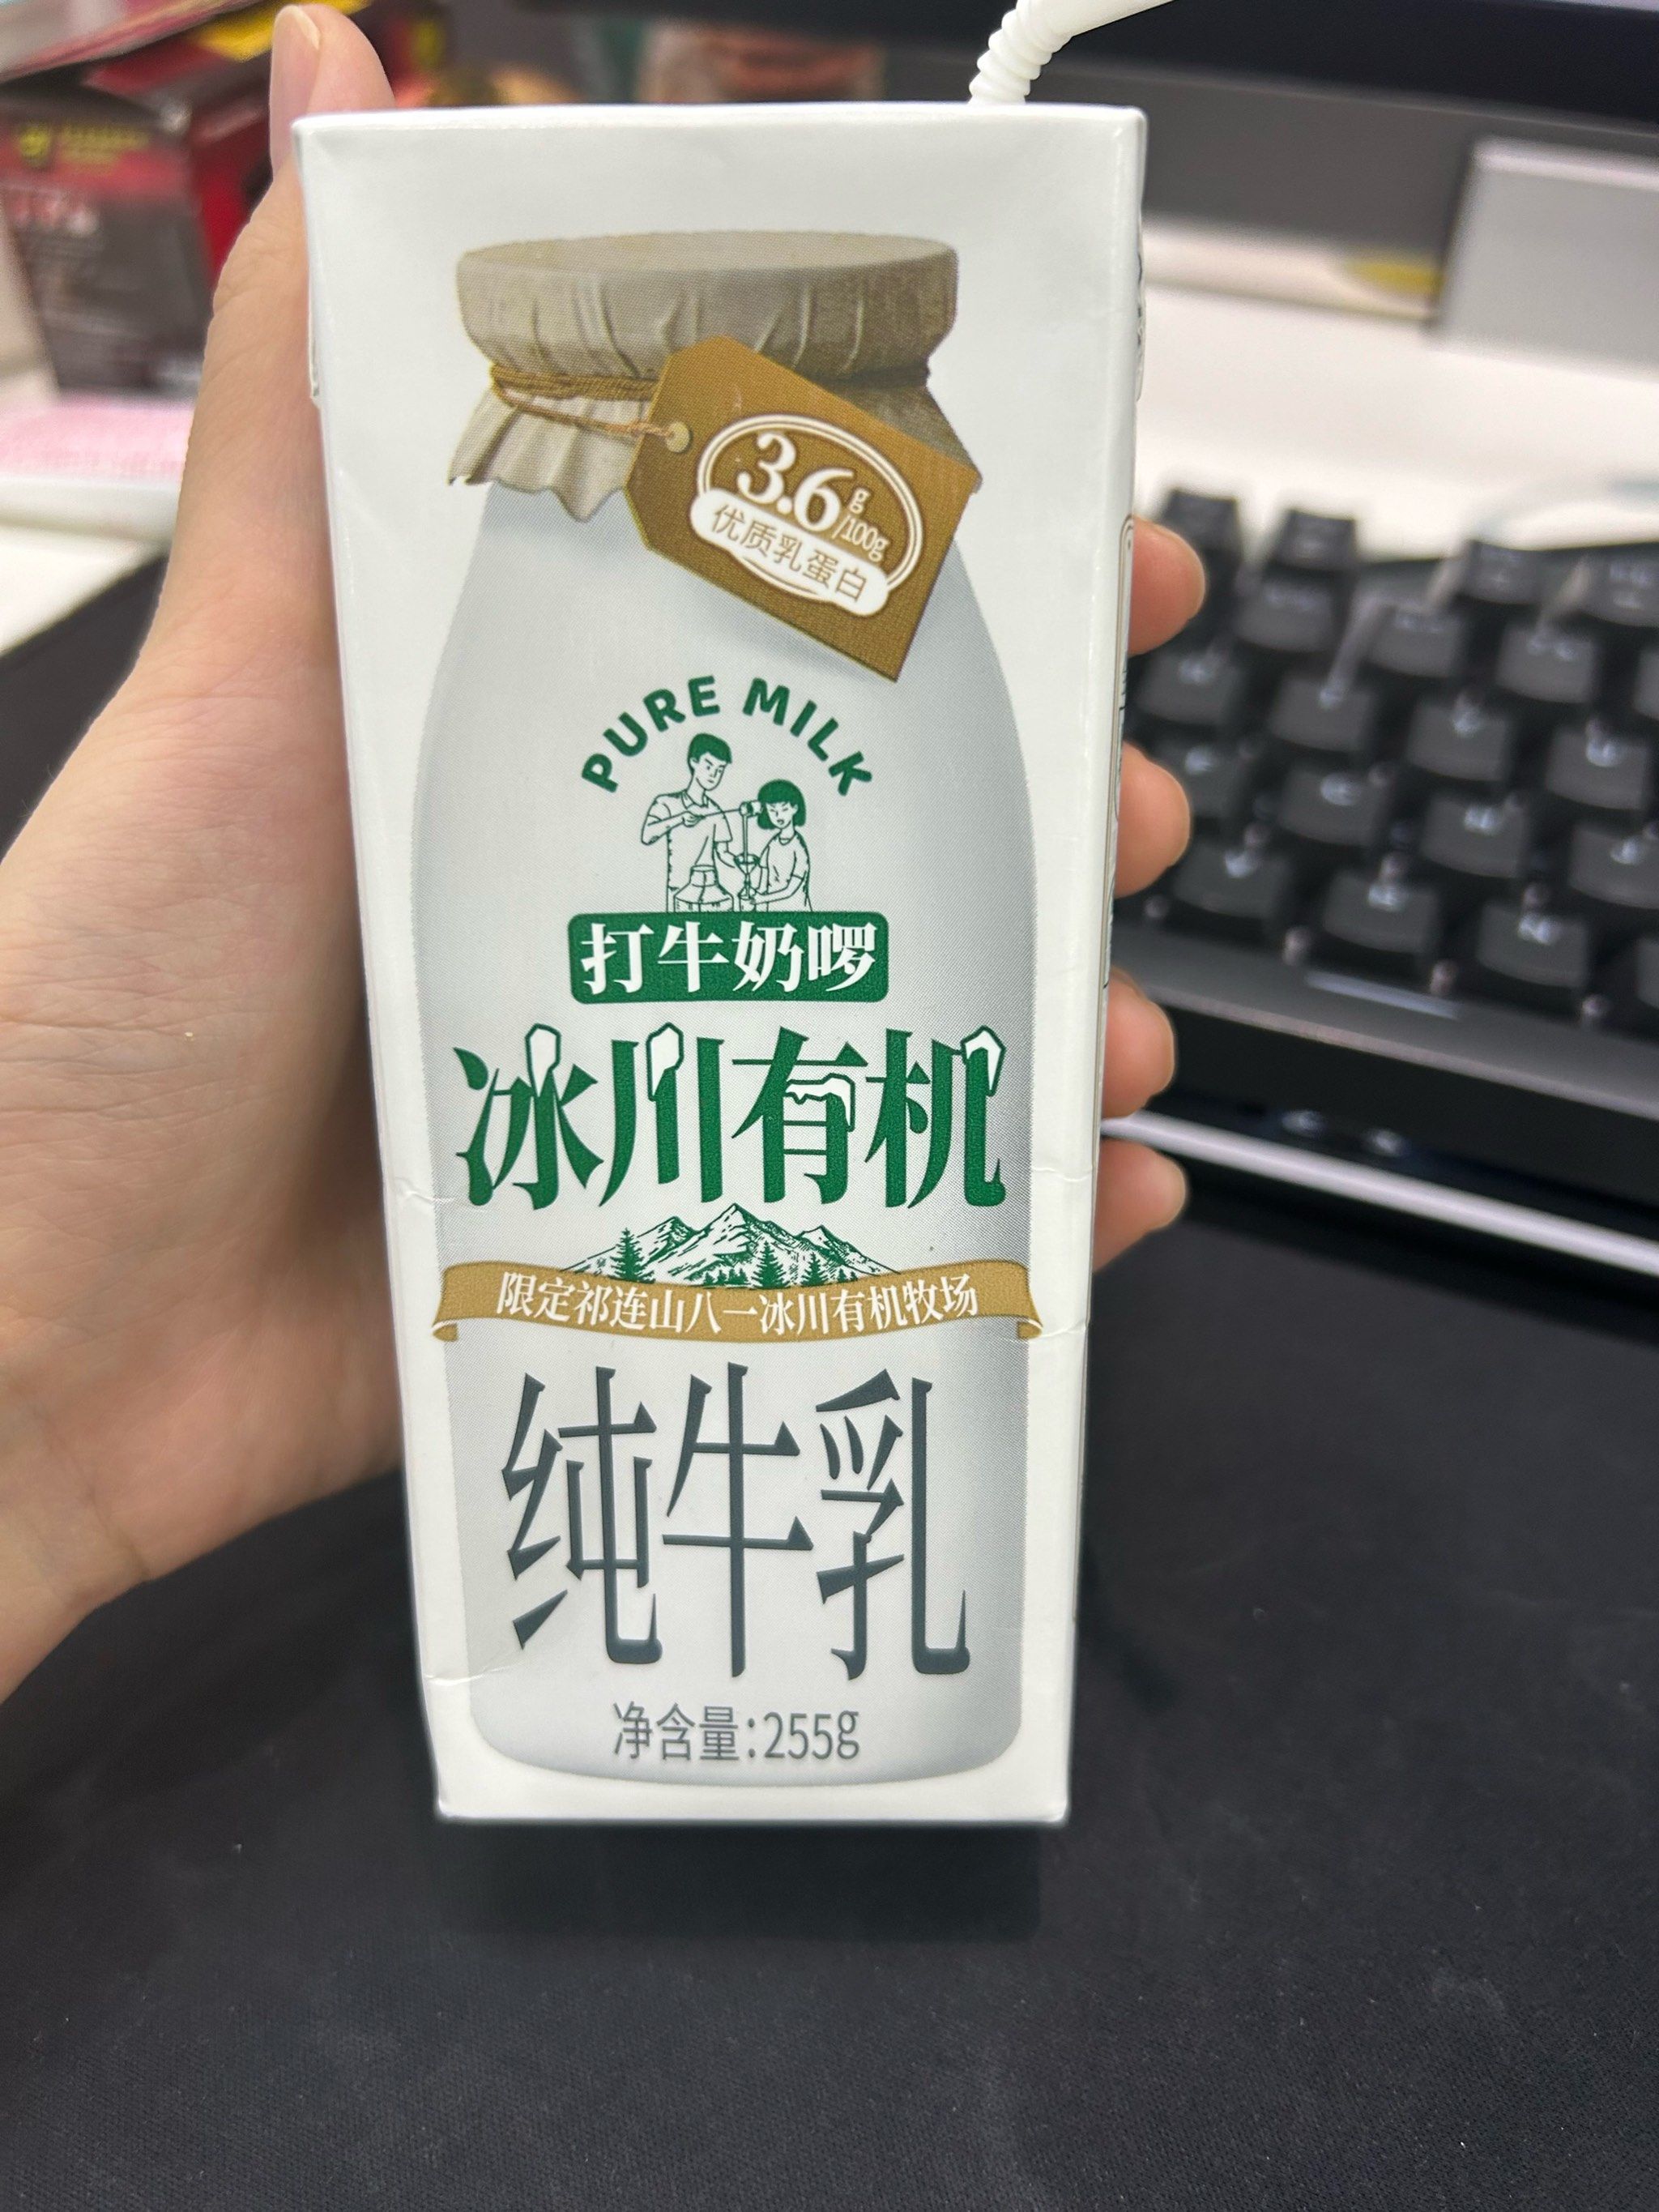 3.6g/100g
优质乳蛋白
PURE MILK
打牛奶啰
冰川有机
限定祁连山八一冰川有机牧场
纯牛乳
净含量:255g